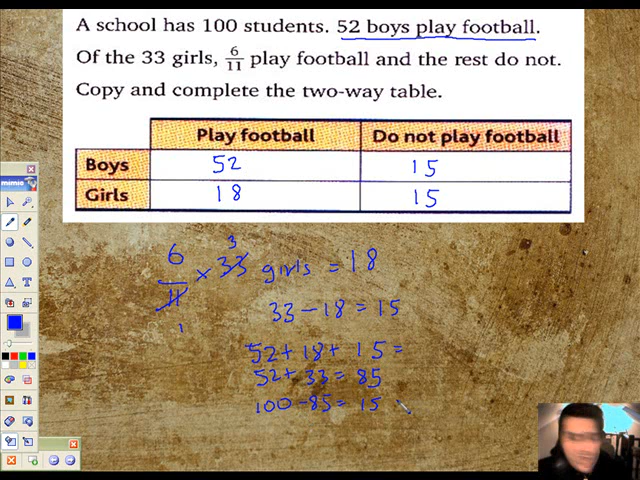 A school has 100 students. 52 boys play football.
Of the 33 girls, 6/11 play football and the rest do not.
Copy and complete the two-way table.
Play football Do not play football
Boys 52 15
Girls 18 15
mimio
6/11 × 33 girls = 18
3
1
33 - 18 = 15
52 + 18 + 15 =
52 + 33 = 85
100 - 85 = 15